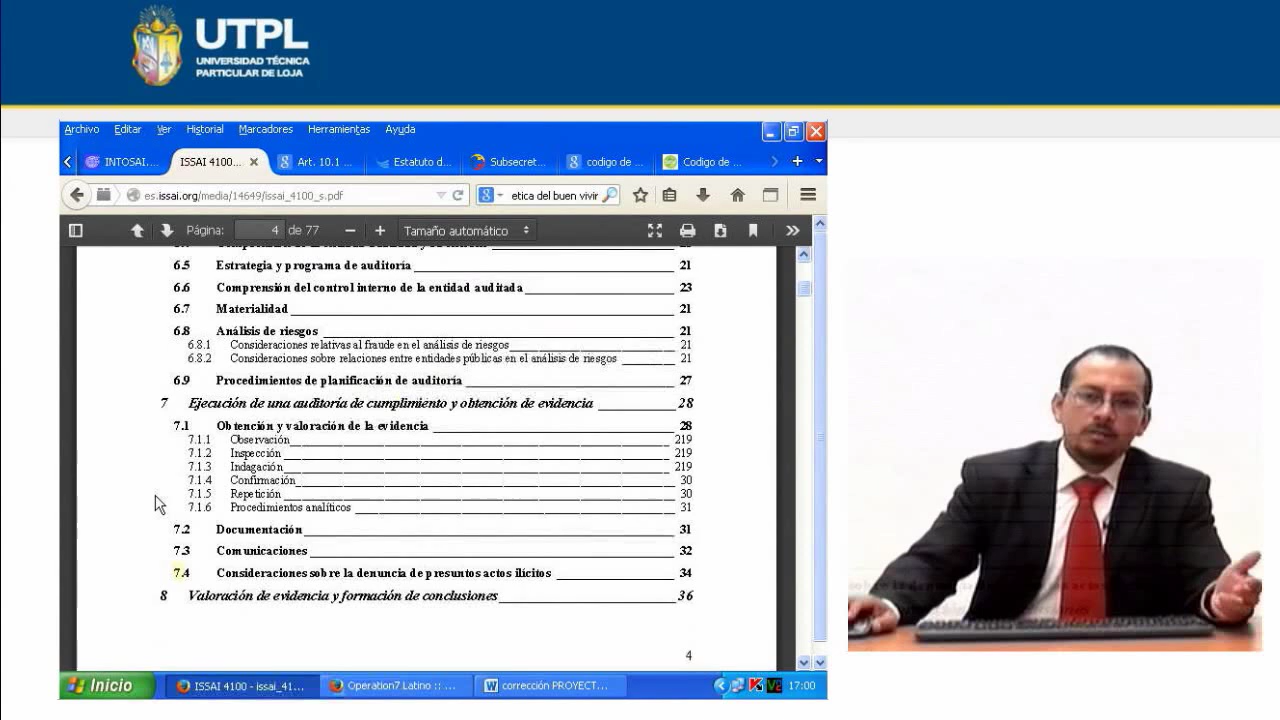 UTPL
UNIVERSIDAD TÉCNICA
PARTICULAR DE LOJA
Archivo Editar Ver Historial Marcadores Herramientas Ayuda
INTOSAI.... ISSAI 4100... Art. 10.1 ... Estatuto d... Subsecret... codigo de ... Codigo de ...
es.issai.org/media/14649/issai_4100_s.pdf etica del buen vivir
Página: 4 de 77 Tamaño automático
6.5 Estrategia y programa de auditoría 21
6.6 Comprensión del control interno de la entidad auditada 23
6.7 Materialidad 21
6.8 Análisis de riesgos 21
6.8.1 Consideraciones relativas al fraude en el análisis de riesgos 21
6.8.2 Consideraciones sobre relaciones entre entidades públicas en el análisis de riesgos 21
6.9 Procedimientos de planificación de auditoría 27
7 Ejecución de una auditoría de cumplimiento y obtención de evidencia 28
7.1 Obtención y valoración de la evidencia 28
7.1.1 Observación 219
7.1.2 Inspección 219
7.1.3 Indagación 219
7.1.4 Confirmación 30
7.1.5 Repetición 30
7.1.6 Procedimientos analíticos 31
7.2 Documentación 31
7.3 Comunicaciones 32
7.4 Consideraciones sobre la denuncia de presuntos actos ilícitos 34
8 Valoración de evidencia y formación de conclusiones 36
4
Inicio ISSAI 4100 - issai_41... Operation7 Latino :: ... corrección PROYECT... 17:00